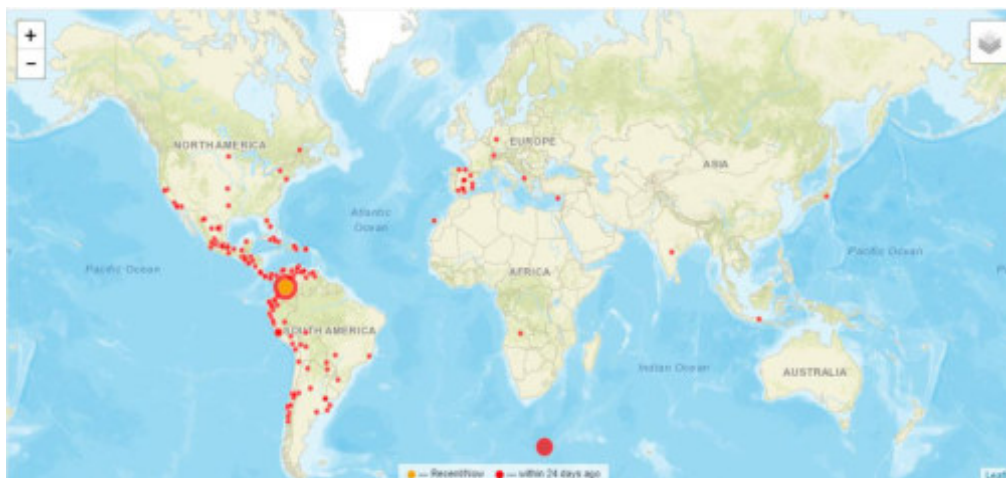 +
−
NORTH AMERICA
EUROPE
ASIA
Atlantic
Ocean
Pacific Ocean
Pacific Ocean
AFRICA
SOUTH AMERICA
Indian Ocean
AUSTRALIA
--- Recent/Now
--- within 24 days ago